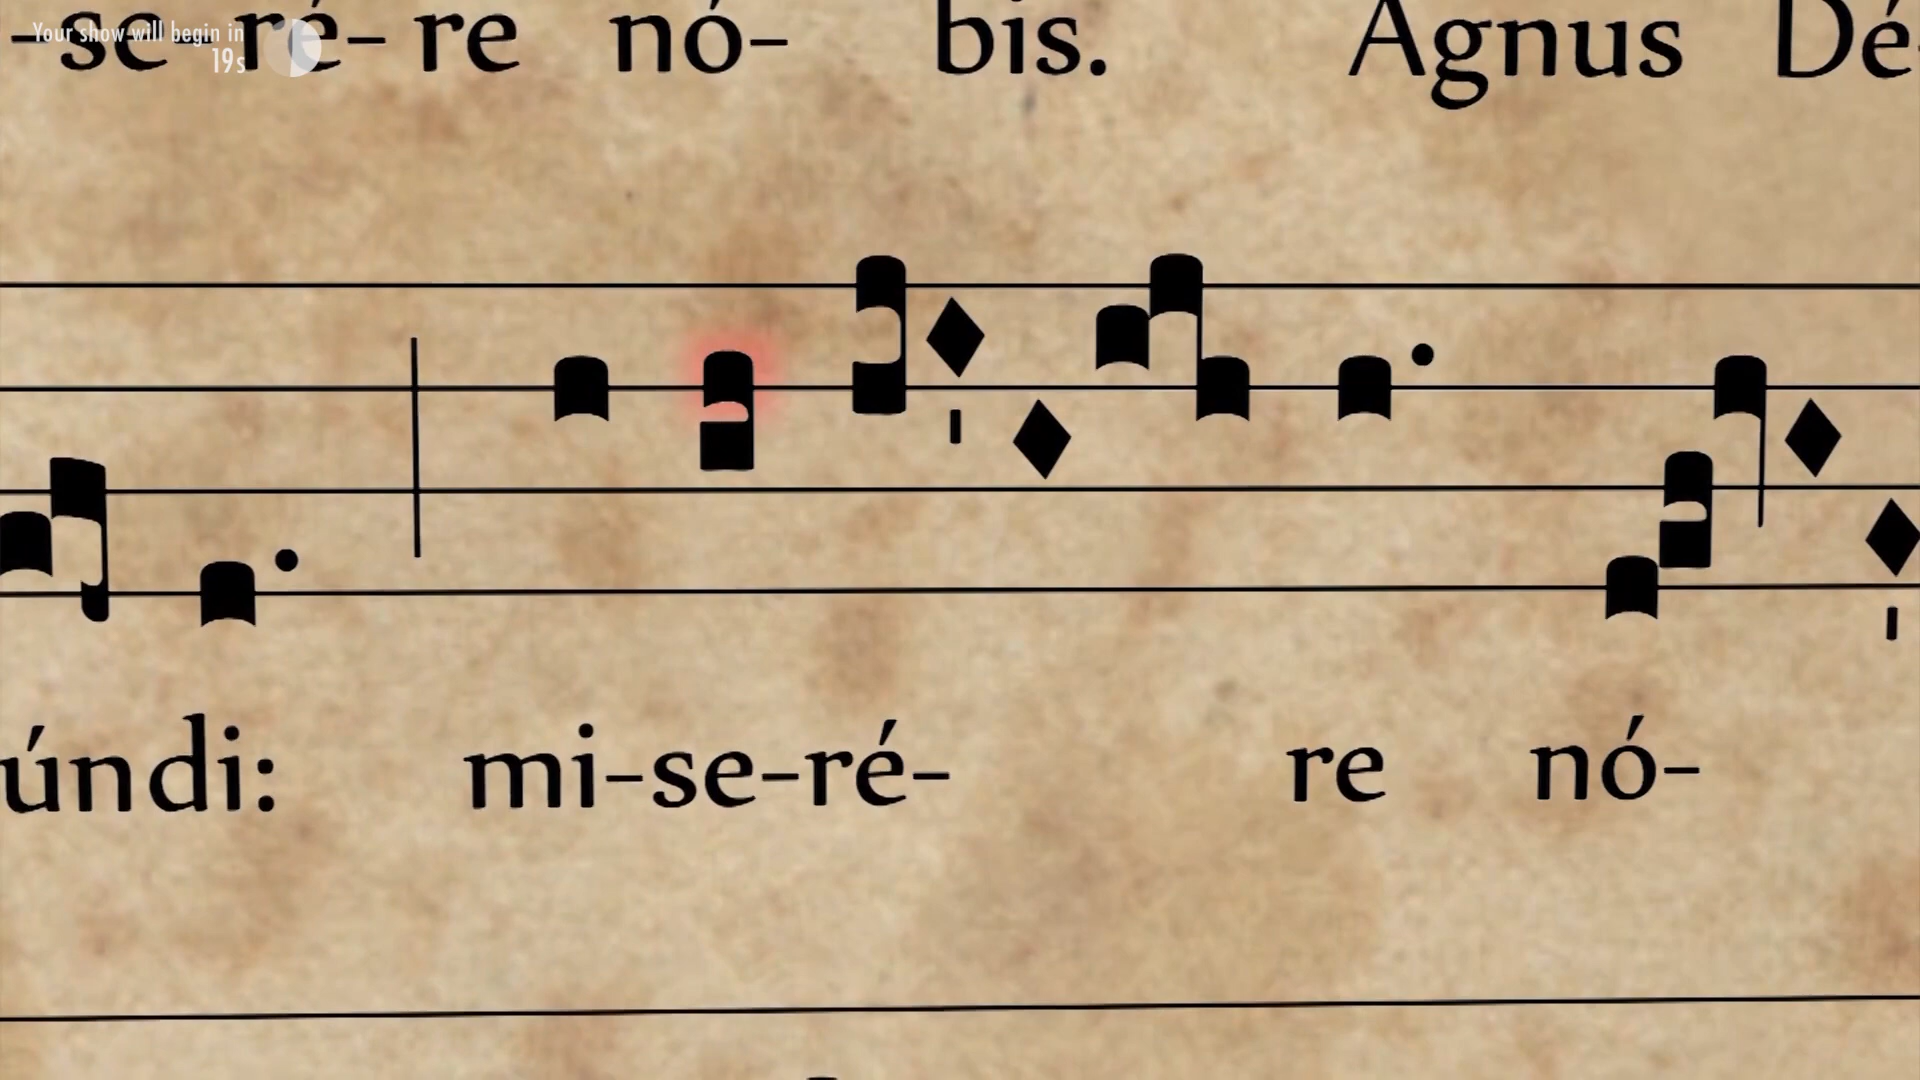 Your show will begin in
19s
-se-ré-re nó- bis. Agnus Dé-
úndi: mi-se-ré- re nó-